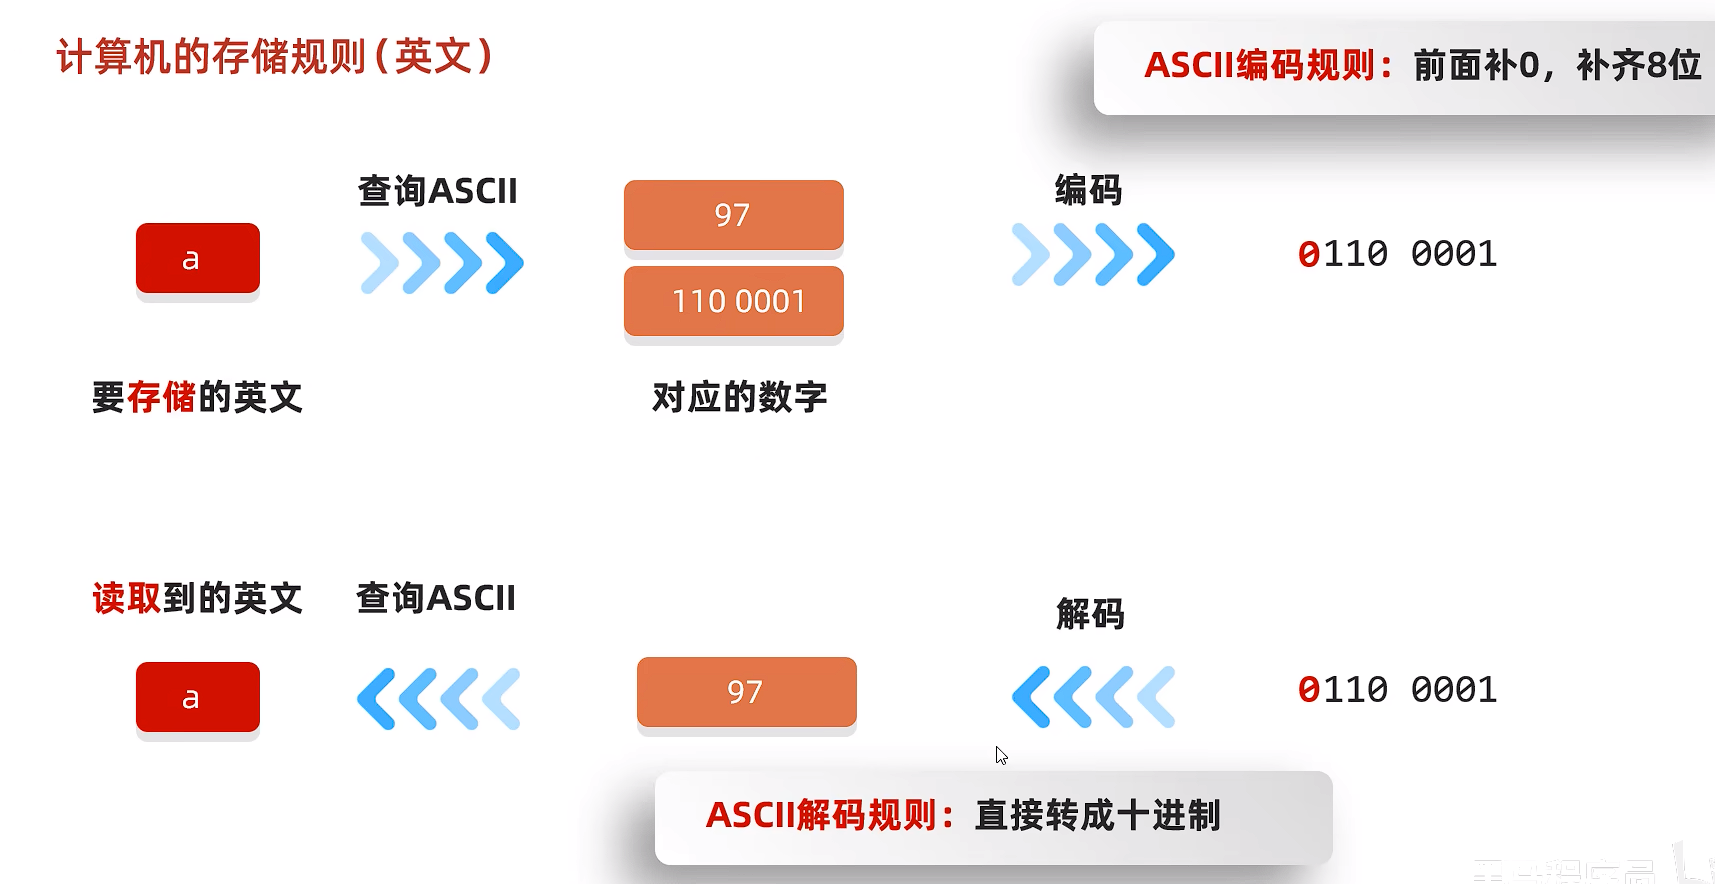 计算机的存储规则(英文)
ASCII编码规则：前面补0，补齐8位
查询ASCII
编码
a
97
110 0001
0110 0001
要存储的英文
对应的数字
读取到的英文
查询ASCII
解码
a
97
0110 0001
ASCII解码规则：直接转成十进制